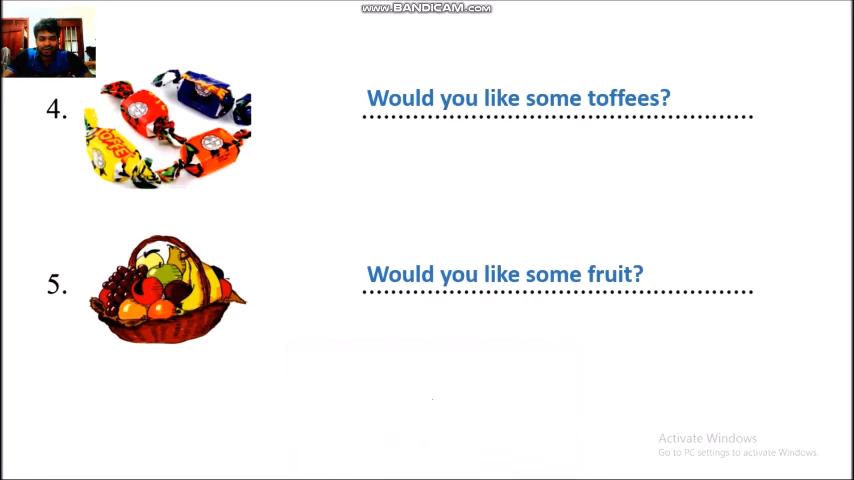 WWW.BANDICAM.COM
4.
Would you like some toffees?
TOFFEE
5.
Would you like some fruit?
Activate Windows
Go to PC settings to activate Windows.